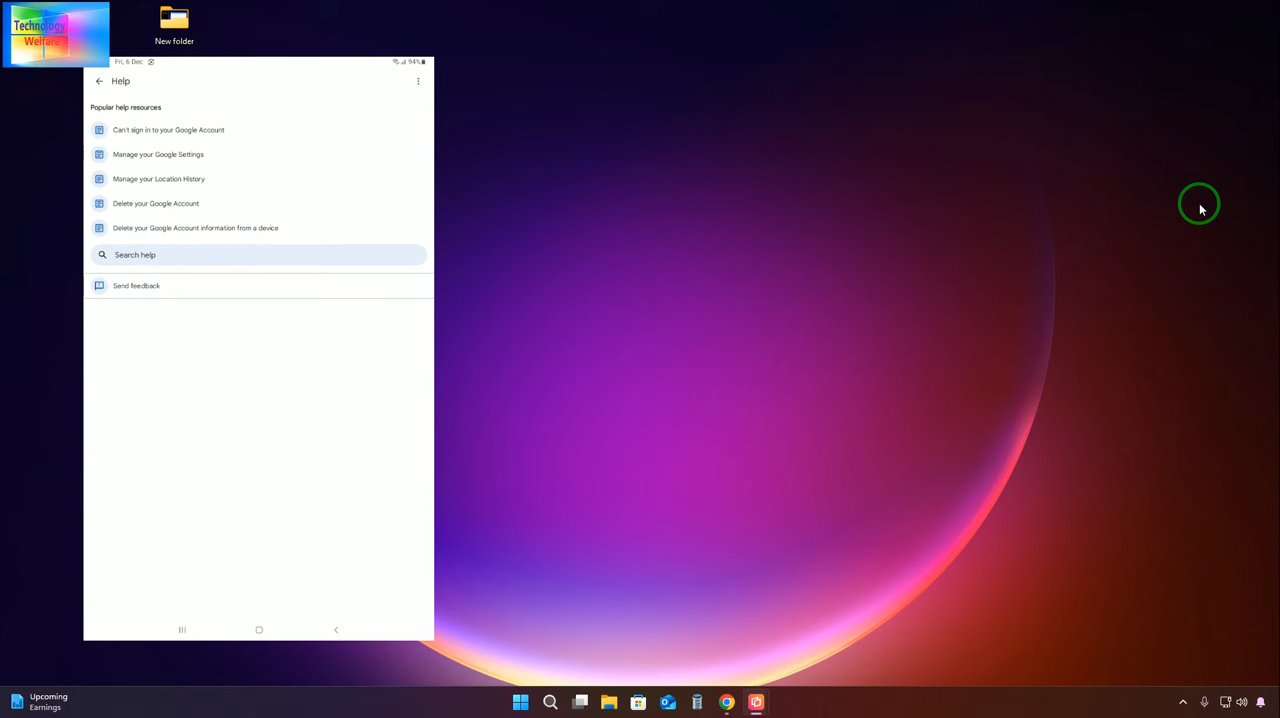 Technology
Welfare
New folder
Fri, 6 Dec
94%
Help
Popular help resources
Can't sign in to your Google Account
Manage your Google Settings
Manage your Location History
Delete your Google Account
Delete your Google Account information from a device
Search help
Send feedback
Upcoming
Earnings